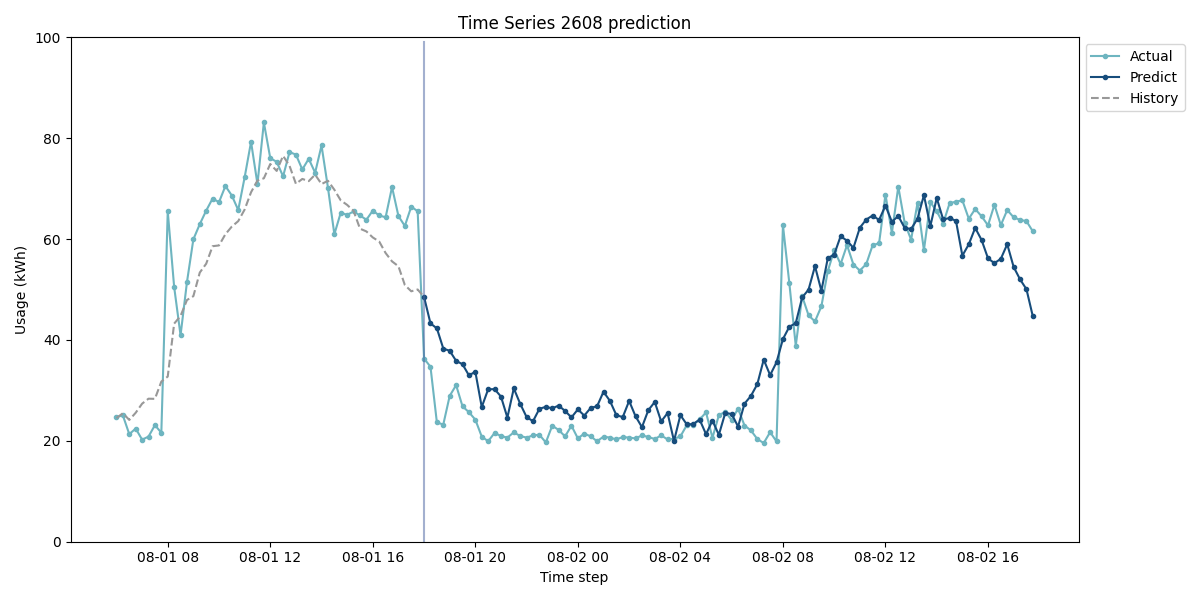 Time Series 2608 prediction
Usage (kWh)
100
80
60
40
20
0
08-01 08
08-01 12
08-01 16
08-01 20
08-02 00
08-02 04
08-02 08
08-02 12
08-02 16
Time step
Actual
Predict
History